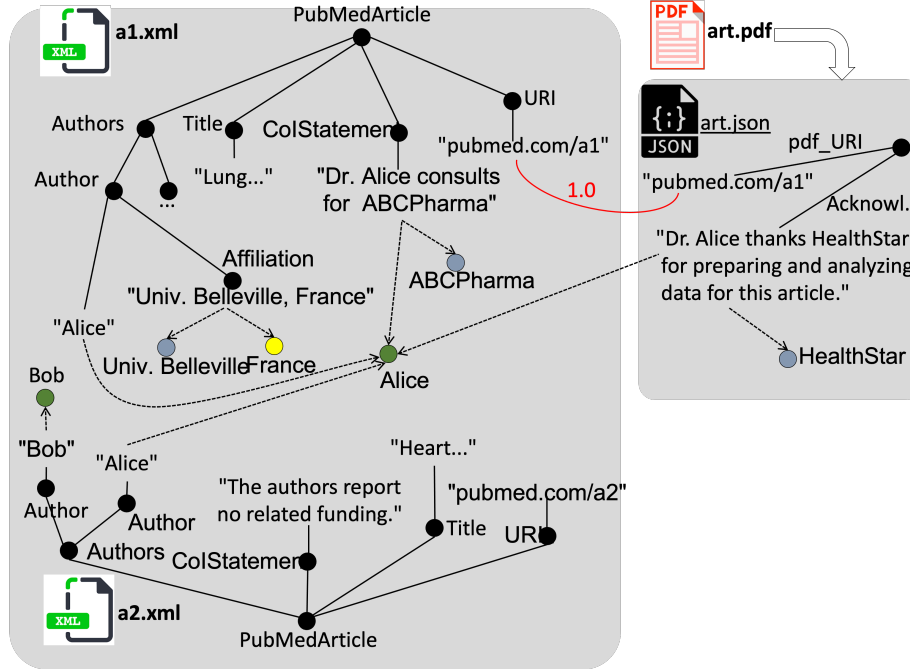 PubMedArticle
XML
a1.xml
PDF
art.pdf
URI
Authors
Title
CoIStatemen
{;}
JSON
art.json
pdf_URI
"pubmed.com/a1"
Author
...
"Lung..."
"Dr. Alice consults
for ABCPharma"
1.0
"pubmed.com/a1"
Acknowl.
"Dr. Alice thanks HealthStar
for preparing and analyzing
data for this article."
Affiliation
"Univ. Belleville, France"
ABCPharma
"Alice"
Univ. Belleville
France
Alice
HealthStar
Bob
"Bob"
"Alice"
"Heart..."
"The authors report
no related funding."
"pubmed.com/a2"
Author
Author
Title
URI
Authors
CoIStatemen
XML
a2.xml
PubMedArticle